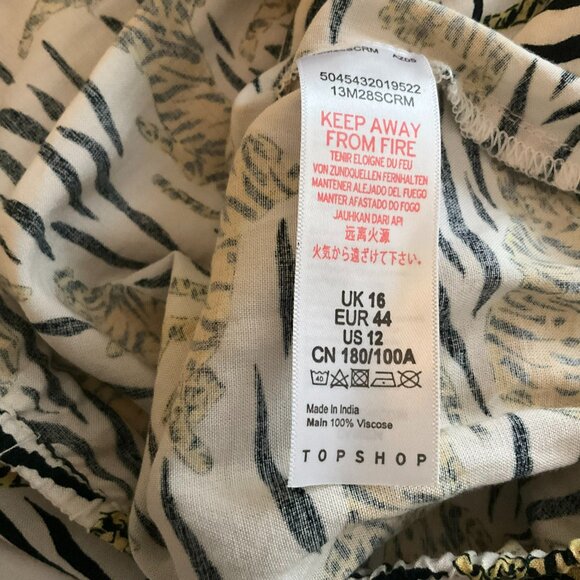 5045432019522
13M28SCRM
KEEP AWAY
FROM FIRE
TENIR ELOIGNE DU FEU
VON ZUNDQUELLEN FERNHALTEN
MANTENER ALEJADO DEL FUEGO
MANTER AFASTADO DO FOGO
JAUHKAN DARI API
远离火源
火気から遠ざけて下さい
UK 16
EUR 44
US 12
CN 180/100A
40
Made In India
Main 100% Viscose
TOPSHOP